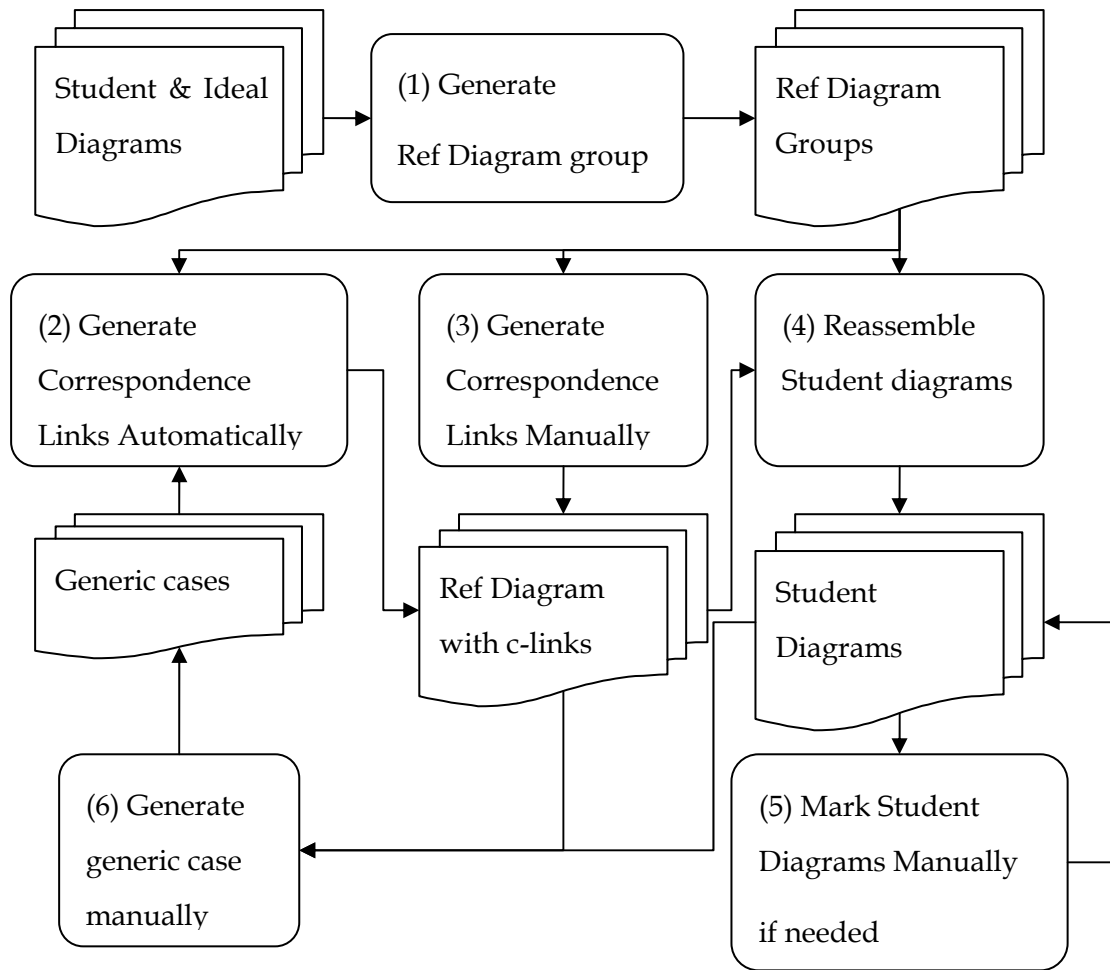 Student & Ideal
Diagrams
(1) Generate
Ref Diagram group
Ref Diagram
Groups
(2) Generate
Correspondence
Links Automatically
(3) Generate
Correspondence
Links Manually
(4) Reassemble
Student diagrams
Generic cases
Ref Diagram
with c-links
Student
Diagrams
(6) Generate
generic case
manually
(5) Mark Student
Diagrams Manually
if needed